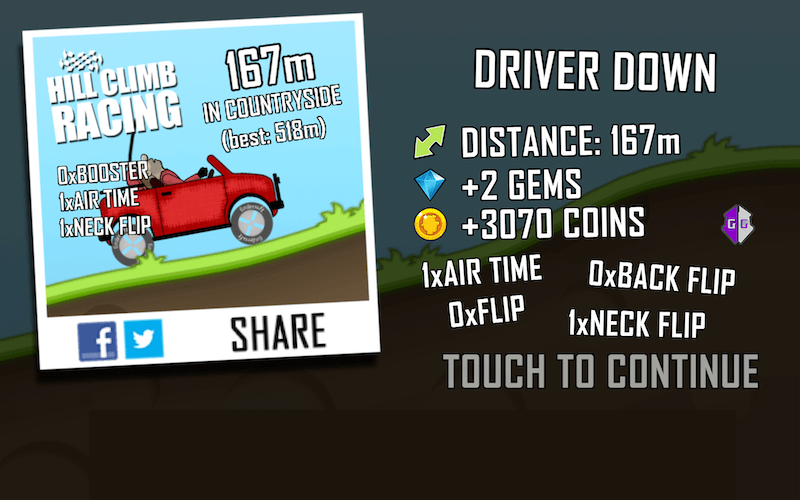 HILL CLIMB
RACING
167m
IN COUNTRYSIDE
(best: 518m)
0xBOOSTER
1xAIR TIME
1xNECK FLIP
SHARE
DRIVER DOWN
DISTANCE: 167m
+2 GEMS
+3070 COINS
GG
1xAIR TIME
0xBACK FLIP
0xFLIP
1xNECK FLIP
TOUCH TO CONTINUE